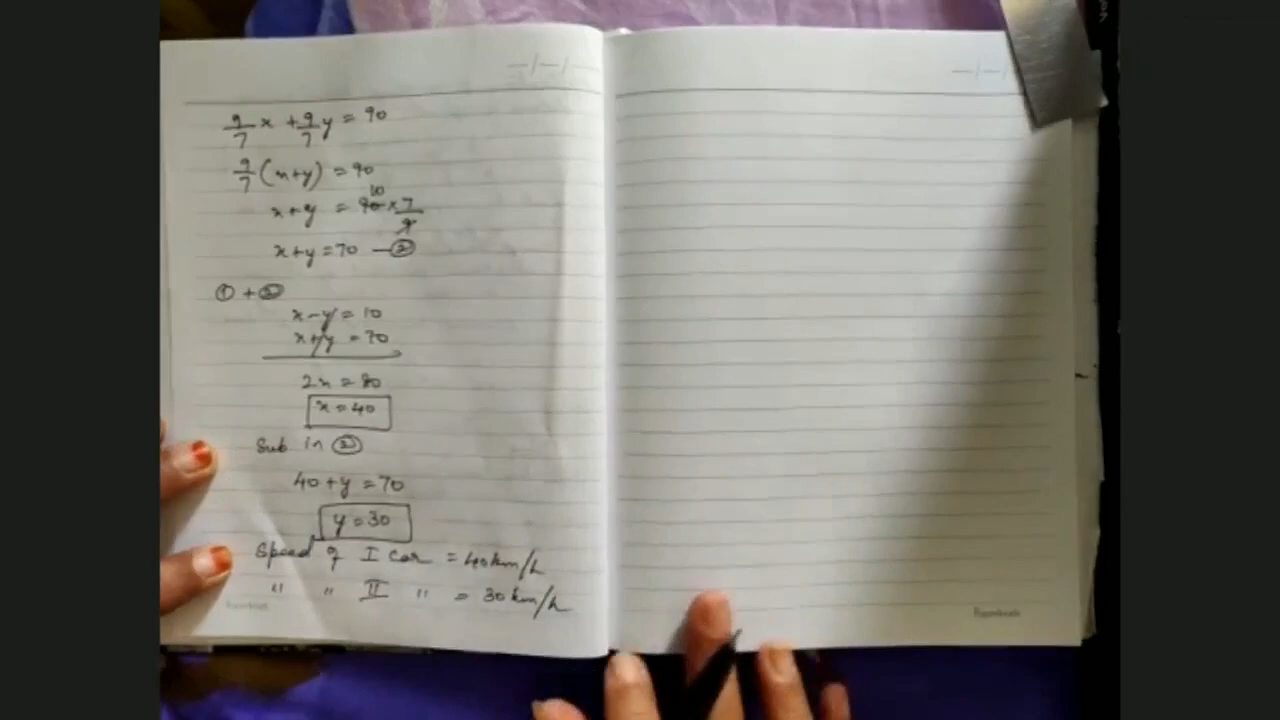 9/7 x + 9/7 y = 90
9/7 (x+y) = 90
10
x+y = 90 × 7/9
x+y = 70 — ②
① + ②
x - y = 10
x + y = 70
2x = 80
x = 40
Sub in ②
40 + y = 70
y = 30
Speed of I car = 40km/h
" " II " = 30km/h